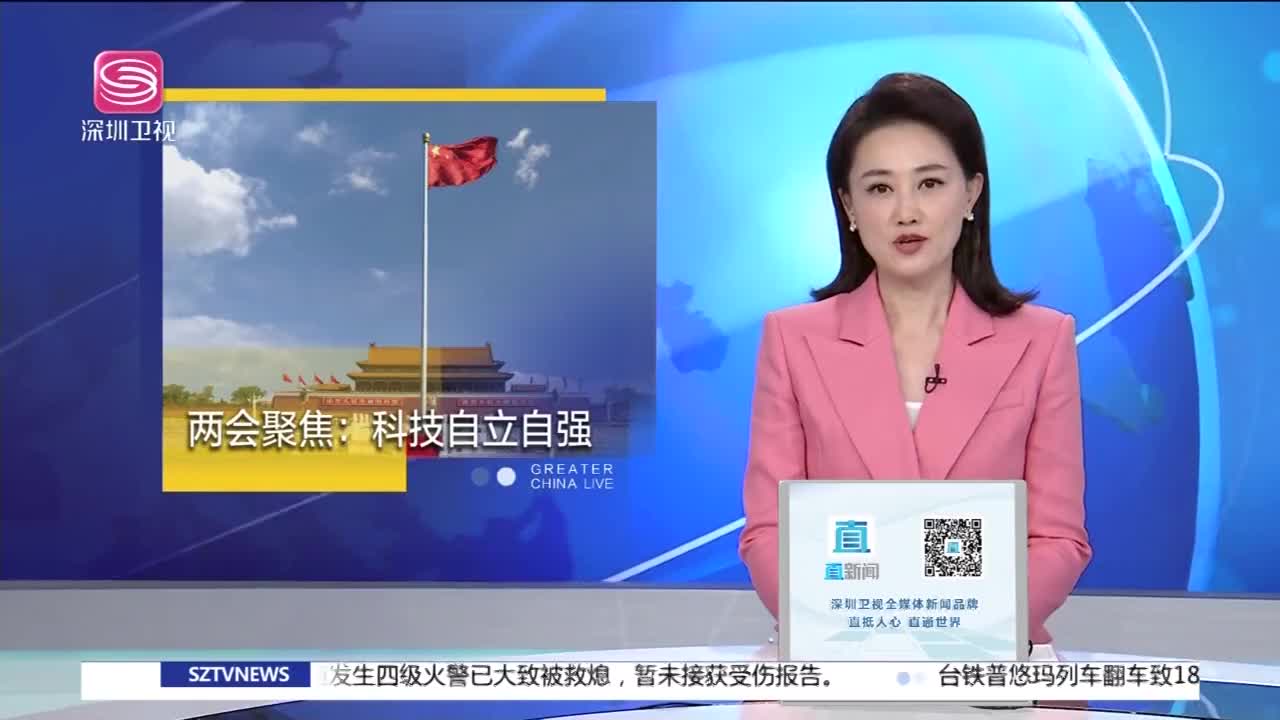 深圳卫视
两会聚焦：科技自立自强
GREATER
CHINA LIVE
直
直新闻
深圳卫视全媒体新闻品牌
直抵人心 直通世界
SZTVNEWS
发生四级火警已大致被救熄，暂未接获受伤报告。
台铁普悠玛列车翻车致18